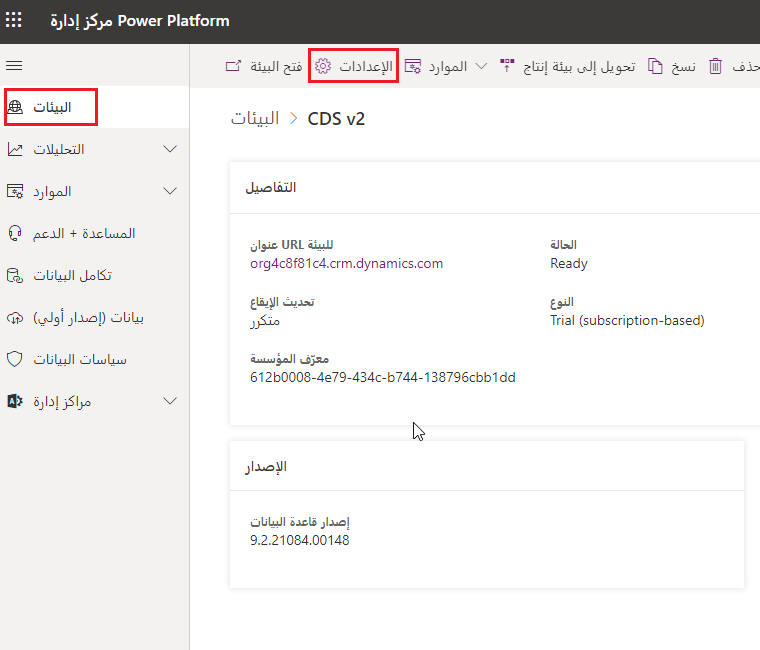 مركز إدارة Power Platform
فتح البيئة
الإعدادات
الموارد
تحويل إلى بيئة إنتاج
نسخ
حذف
البيئات
التحليلات
الموارد
المساعدة + الدعم
تكامل البيانات
بيانات (إصدار أولي)
سياسات البيانات
مراكز إدارة
البيئات > CDS v2
التفاصيل
للبيئة URL عنوان
org4c8f81c4.crm.dynamics.com
الحالة
Ready
تحديث الإيقاع
متكرر
النوع
Trial (subscription-based)
معرّف المؤسسة
612b0008-4e79-434c-b744-138796cbb1dd
الإصدار
إصدار قاعدة البيانات
9.2.21084.00148